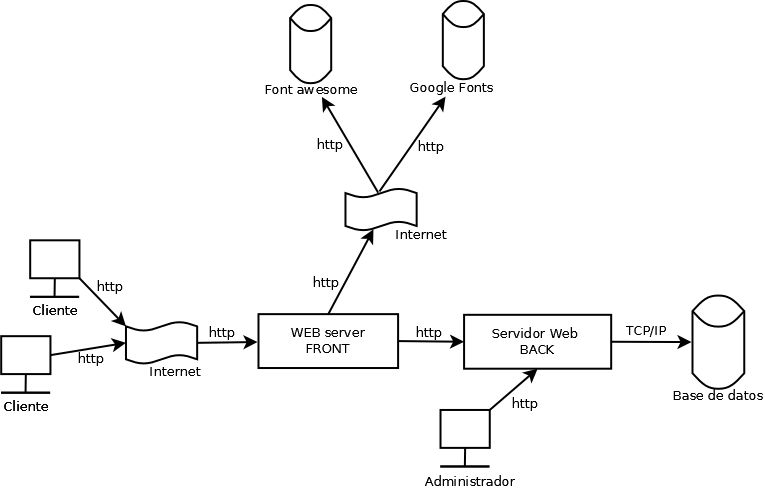 Font awesome
Google Fonts
http
http
Internet
http
http
Cliente
http
Cliente
Internet
http
WEB server
FRONT
http
Servidor Web
BACK
TCP/IP
Base de datos
http
Administrador